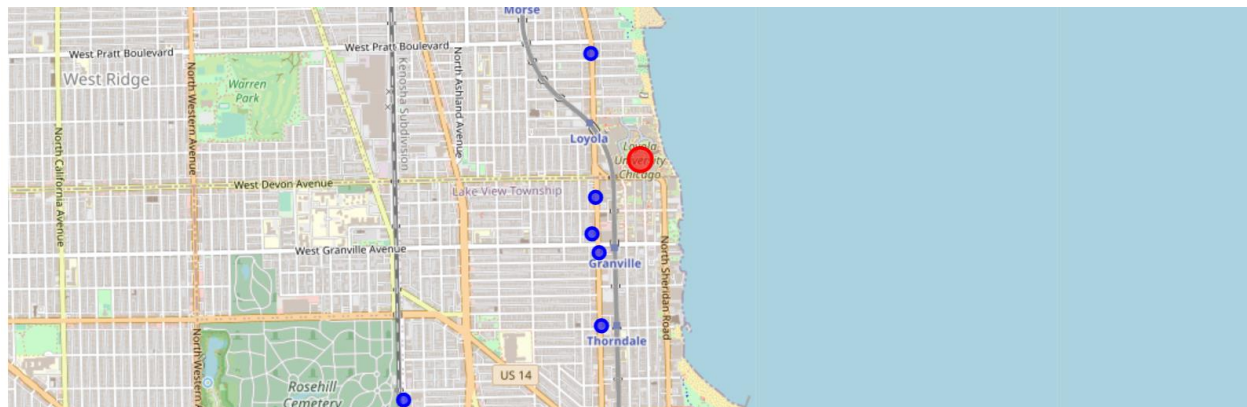 Morse
West Pratt Boulevard
West Pratt Boulevard
West Ridge
Warren
Park
North Western Avenue
Kenosha Subdivision
North Ashland Avenue
North California Avenue
Loyola
Loyola
University
Chicago
West Devon Avenue
Lake View Township
West Granville Avenue
Granville
North Sheridan Road
Thorndale
North Western A
US 14
Rosehill
Cemetery